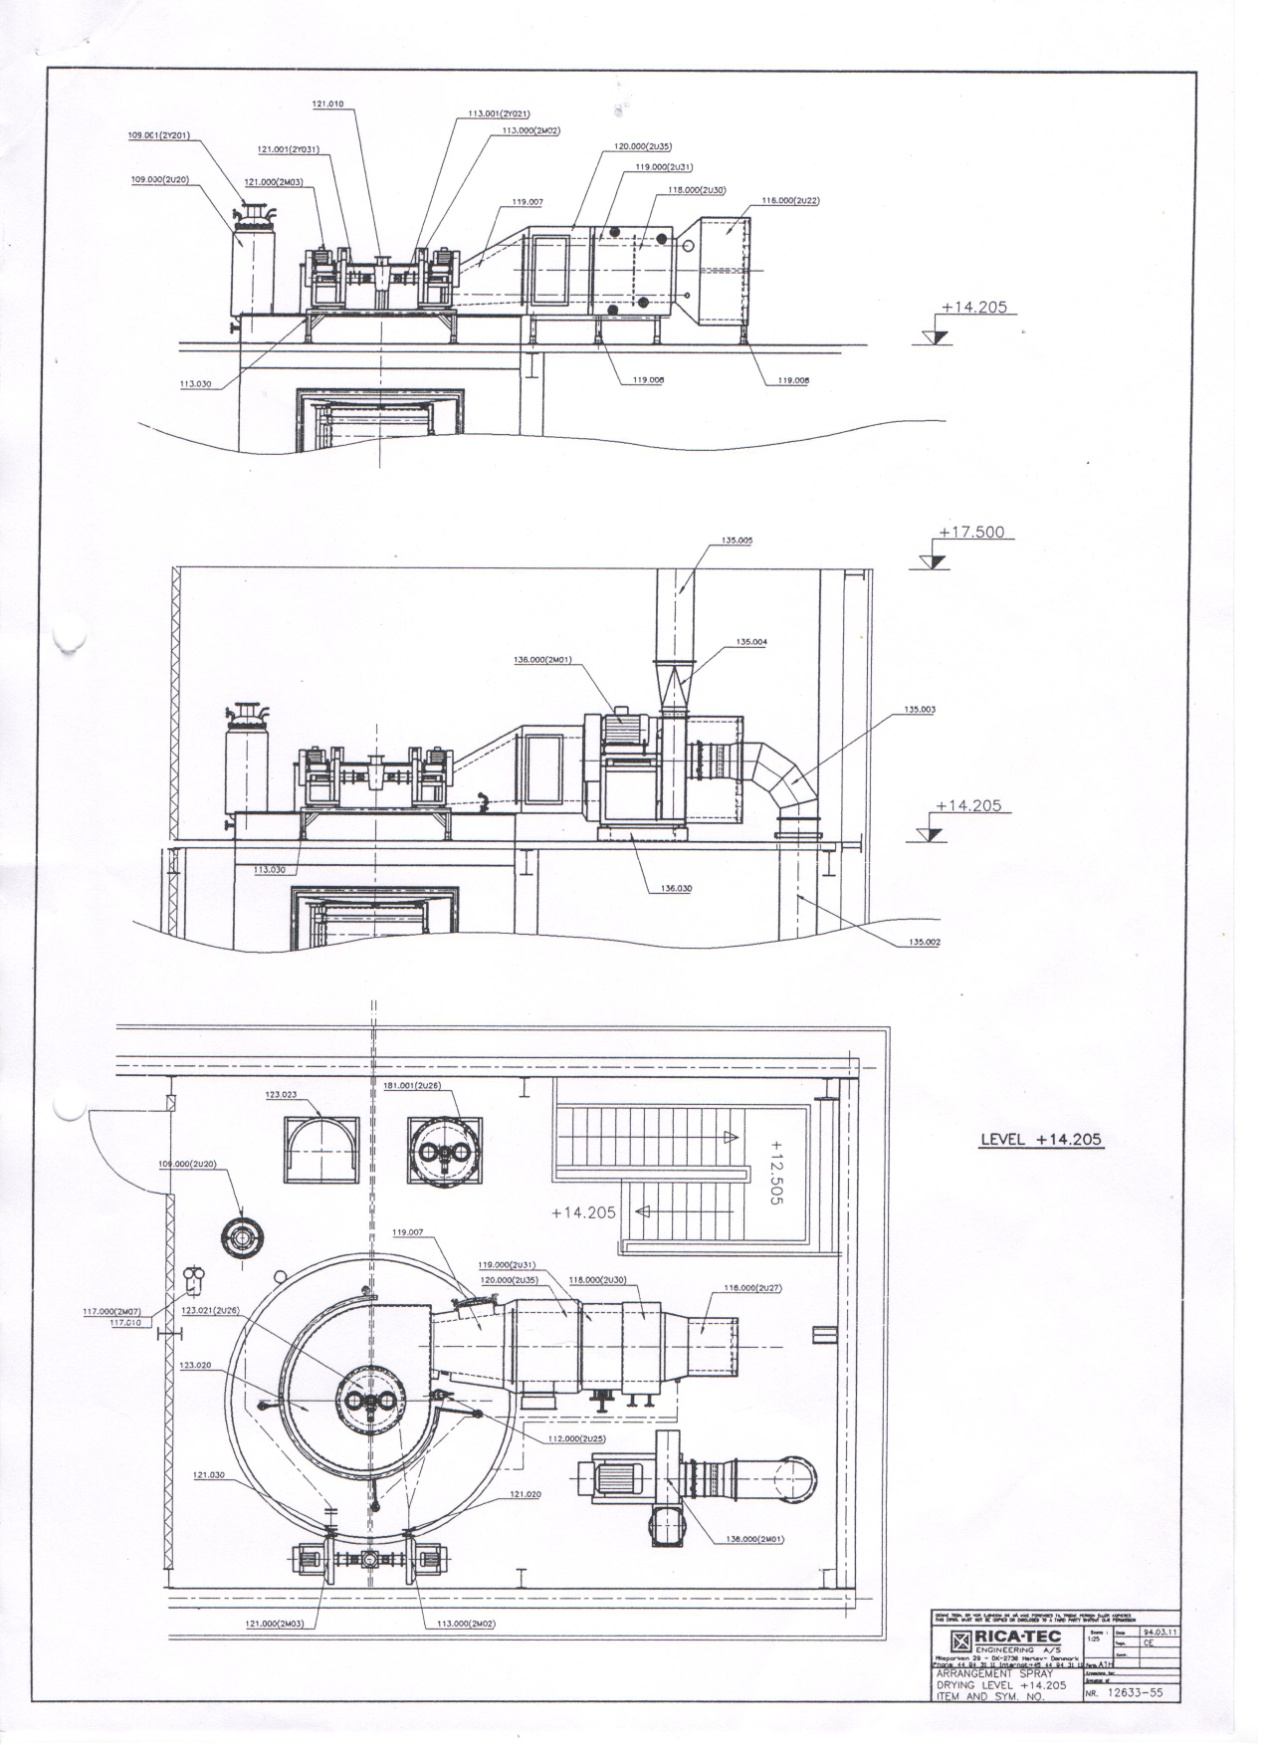 121.010
113.001(2Y021)
113.000(2M02)
109.001(2Y201)
121.001(2Y031)
120.000(2U35)
119.000(2U31)
109.000(2U20)
121.000(2M03)
118.000(2U30)
119.007
116.000(2U22)
+14.205
113.030
119.006
119.006
+17.500
135.005
135.004
136.000(2M01)
135.003
+14.205
113.030
136.030
135.002
181.001(2U26)
123.023
LEVEL +14.205
+12.505
109.000(2U20)
+14.205
119.007
119.000(2U31)
120.000(2U35)
118.000(2U30)
116.000(2U27)
117.000(2M07)
117.010
123.021(2U26)
123.020
112.000(2U25)
121.030
121.020
136.000(2M01)
121.000(2M03)
113.000(2M02)
RICA-TEC
ENGINEERING A/S
1:25
94.03.11
CE
ATH
ARRANGEMENT SPRAY
DRYING LEVEL +14.205
ITEM AND SYM. NO.
NR. 12633-55